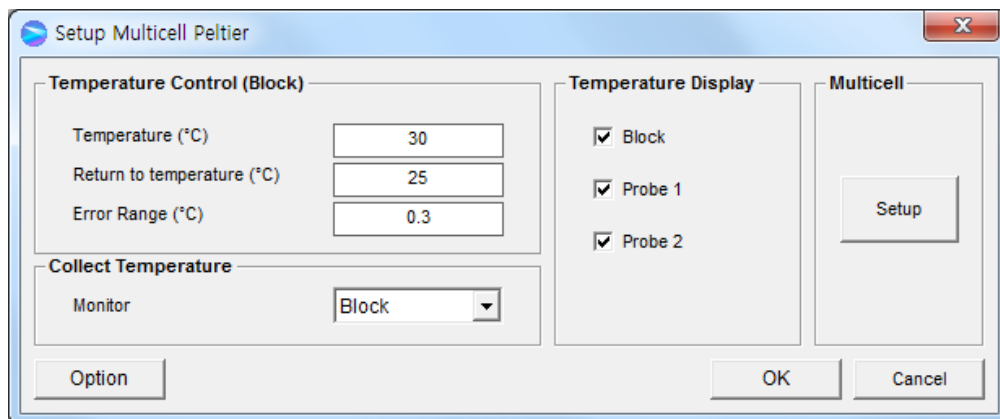 Setup Multicell Peltier
Temperature Control (Block)
Temperature (°C) 30
Return to temperature (°C) 25
Error Range (°C) 0.3
Collect Temperature
Monitor Block
Temperature Display
Block
Probe 1
Probe 2
Multicell
Setup
Option
OK
Cancel